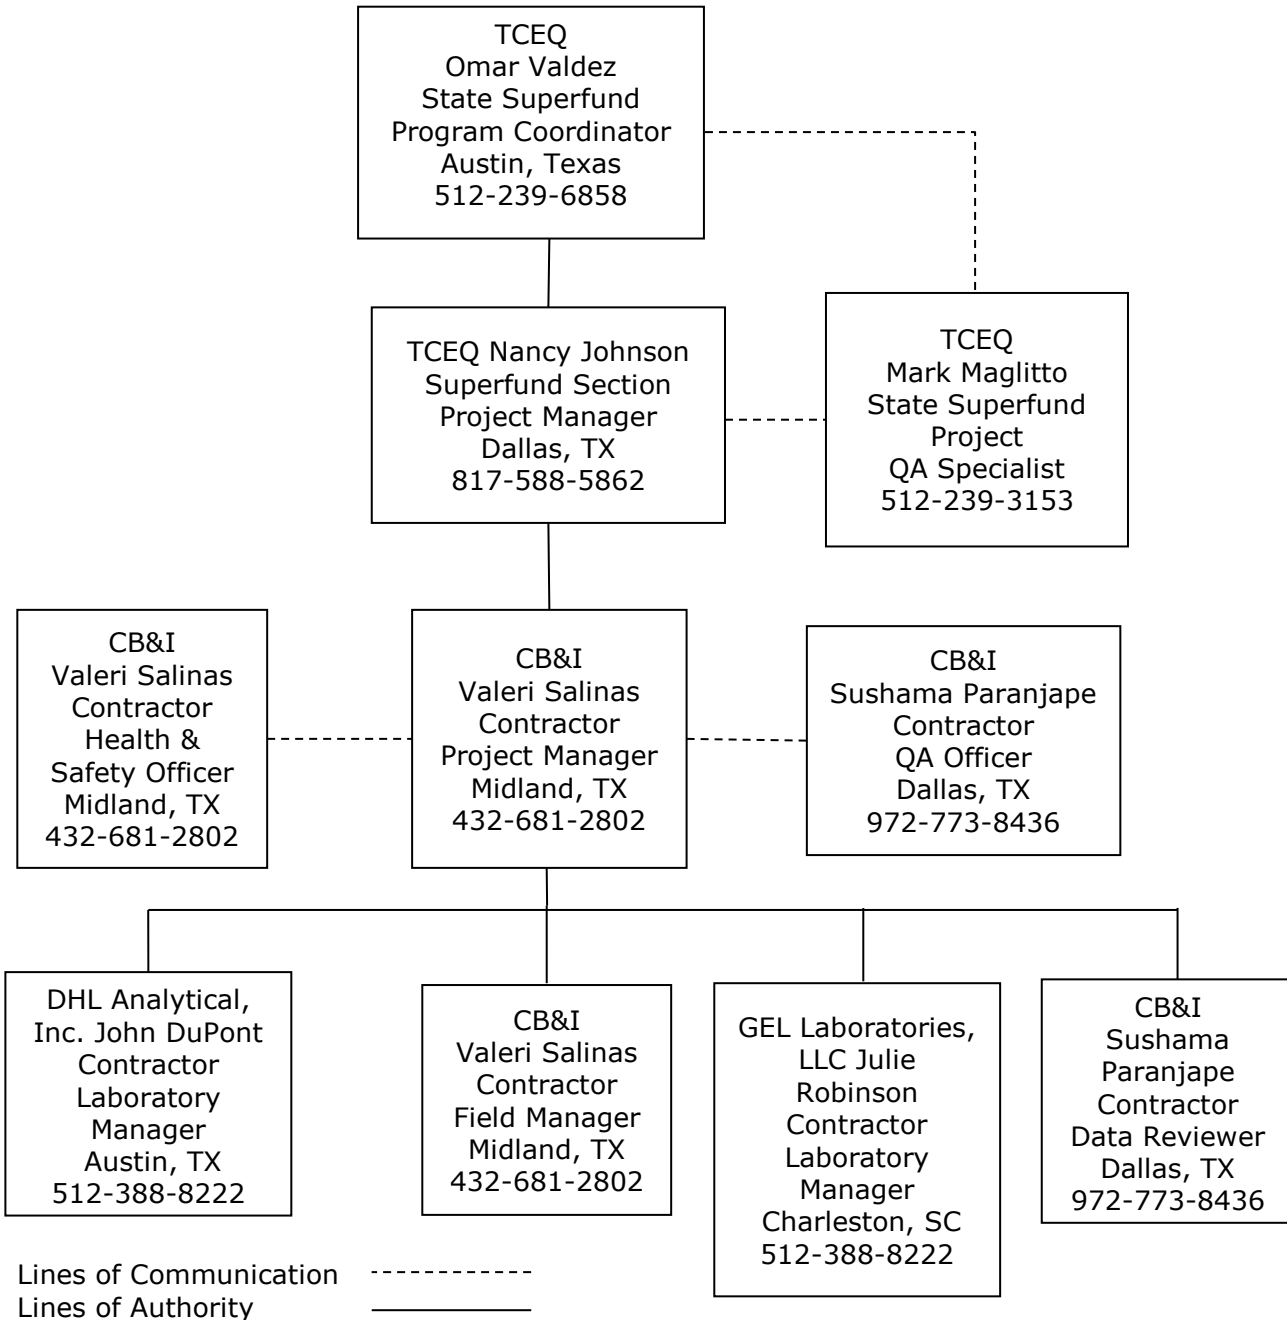 TCEQ
Omar Valdez
State Superfund
Program Coordinator
Austin, Texas
512-239-6858
TCEQ Nancy Johnson
Superfund Section
Project Manager
Dallas, TX
817-588-5862
TCEQ
Mark Maglitto
State Superfund
Project
QA Specialist
512-239-3153
CB&I
Valeri Salinas
Contractor
Health &
Safety Officer
Midland, TX
432-681-2802
CB&I
Valeri Salinas
Contractor
Project Manager
Midland, TX
432-681-2802
CB&I
Sushama Paranjape
Contractor
QA Officer
Dallas, TX
972-773-8436
DHL Analytical,
Inc. John DuPont
Contractor
Laboratory
Manager
Austin, TX
512-388-8222
CB&I
Valeri Salinas
Contractor
Field Manager
Midland, TX
432-681-2802
GEL Laboratories,
LLC Julie
Robinson
Contractor
Laboratory
Manager
Charleston, SC
512-388-8222
CB&I
Sushama
Paranjape
Contractor
Data Reviewer
Dallas, TX
972-773-8436
Lines of Communication
Lines of Authority